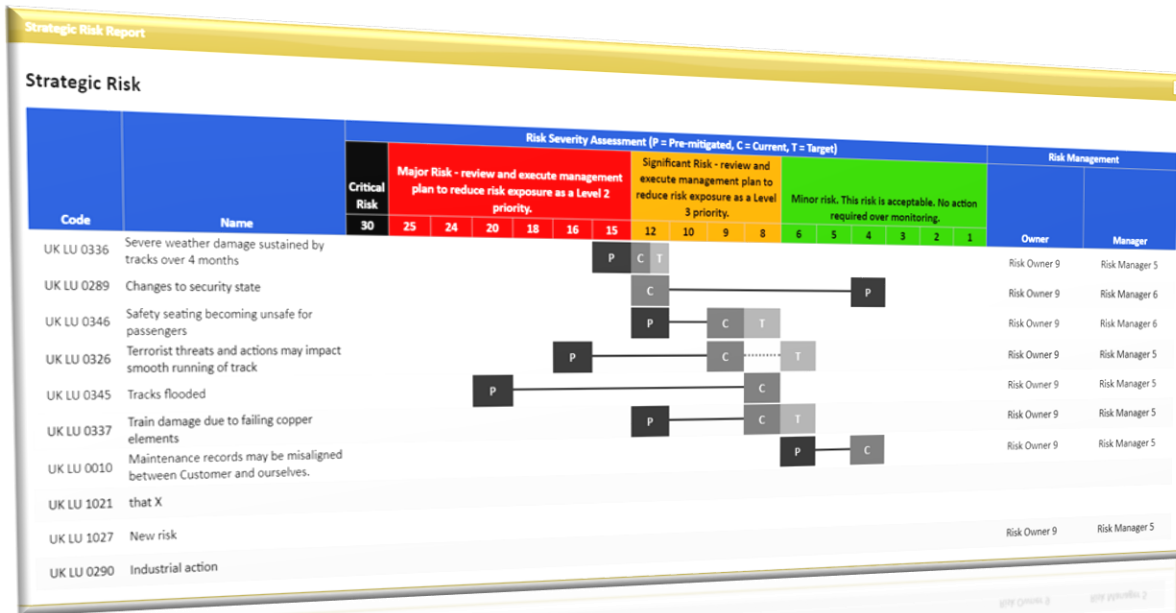 Strategic Risk Report
Strategic Risk
Risk Severity Assessment (P = Pre-mitigated, C = Current, T = Target)
Risk Management
Critical Risk
Major Risk - review and execute management
plan to reduce risk exposure as a Level 2
priority.
Significant Risk - review and
execute management plan to
reduce risk exposure as a Level
3 priority.
Minor risk. This risk is acceptable. No action
required over monitoring.
Code Name 30 25 24 20 18 16 15 12 10 9 8 6 5 4 3 2 1 Owner Manager
UK LU 0336 Severe weather damage sustained by
tracks over 4 months P C T Risk Owner 9 Risk Manager 5
UK LU 0289 Changes to security state C P Risk Owner 9 Risk Manager 6
UK LU 0346 Safety seating becoming unsafe for
passengers P C T Risk Owner 9 Risk Manager 6
UK LU 0326 Terrorist threats and actions may impact
smooth running of track P C T Risk Owner 9 Risk Manager 5
UK LU 0345 Tracks flooded P C Risk Owner 9 Risk Manager 5
UK LU 0337 Train damage due to failing copper
elements P C T Risk Owner 9 Risk Manager 5
UK LU 0010 Maintenance records may be misaligned
between Customer and ourselves. P C Risk Owner 9 Risk Manager 5
UK LU 1021 that X
UK LU 1027 New risk Risk Owner 9 Risk Manager 5
UK LU 0290 Industrial action